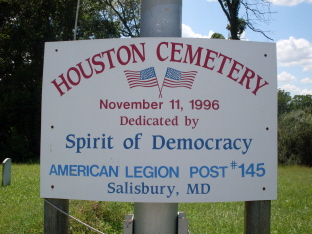 HOUSTON CEMETERY
November 11, 1996
Dedicated by
Spirit of Democracy
AMERICAN LEGION POST #145
Salisbury, MD